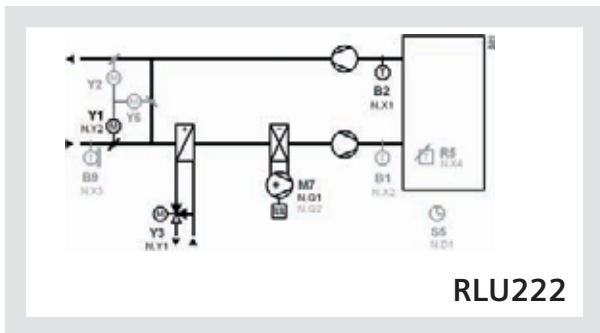 Y2
Y6
Y1
N.Y2
B9
N.X3
Y3
N.Y1
M7
N.Q1
N.Q2
B2
N.X1
B1
N.X2
R5
N.X4
S5
N.D1
RLU222